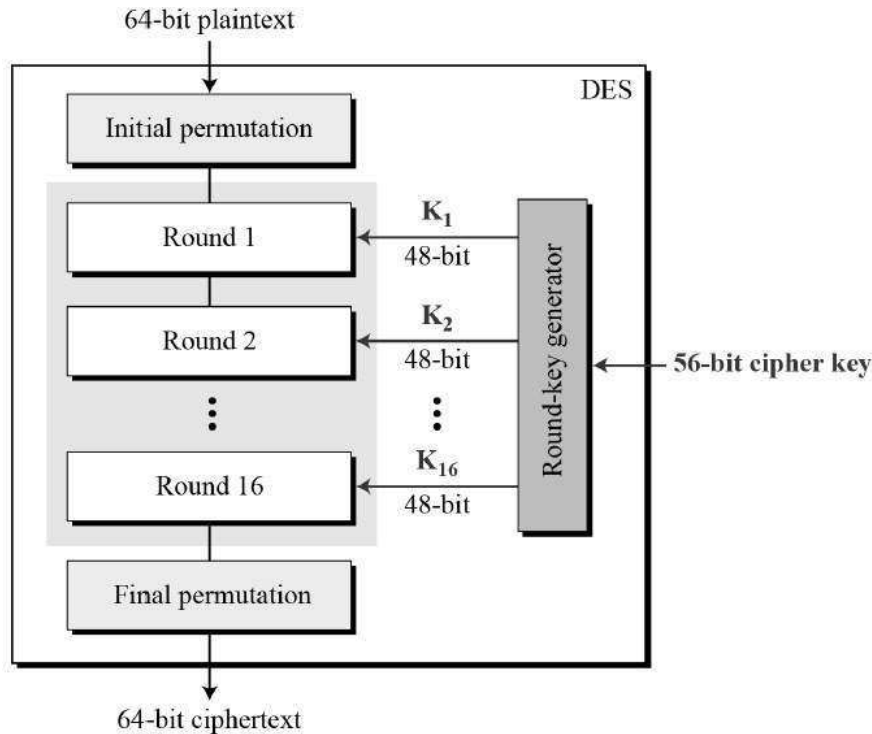 64-bit plaintext
DES
Initial permutation
Round 1
K₁
48-bit
Round 2
K₂
48-bit
Round-key generator
56-bit cipher key
Round 16
K₁₆
48-bit
Final permutation
64-bit ciphertext